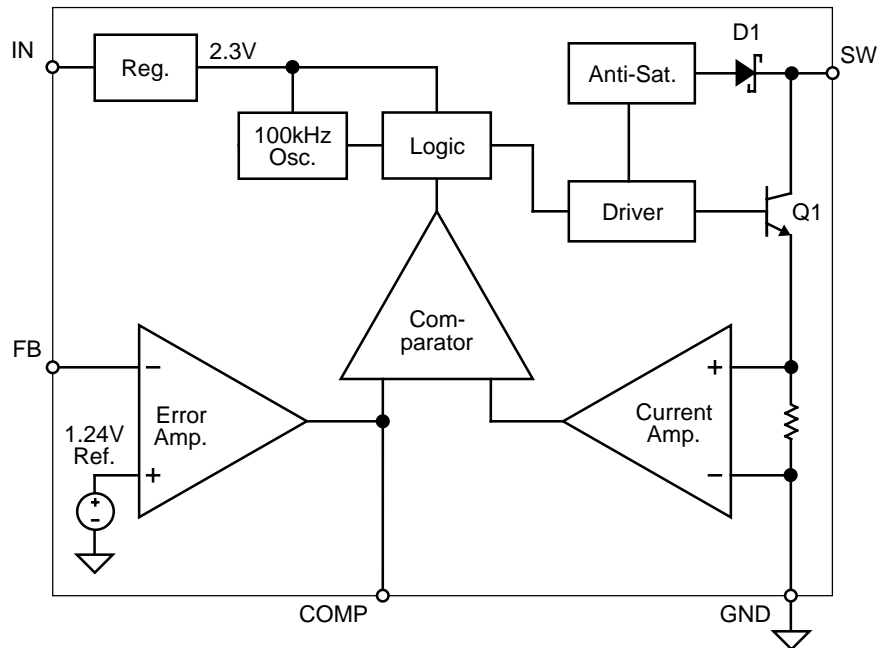 D1
IN
2.3V
SW
Reg.
Anti-Sat.
100kHz
Osc.
Logic
Driver
Q1
Com-
parator
FB
−
+
Error
Amp.
Current
Amp.
1.24V
Ref.
+
−
+
−
COMP
GND